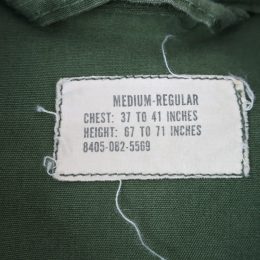 MEDIUM-REGULAR
CHEST: 37 TO 41 INCHES
HEIGHT: 67 TO 71 INCHES
8405-082-5569